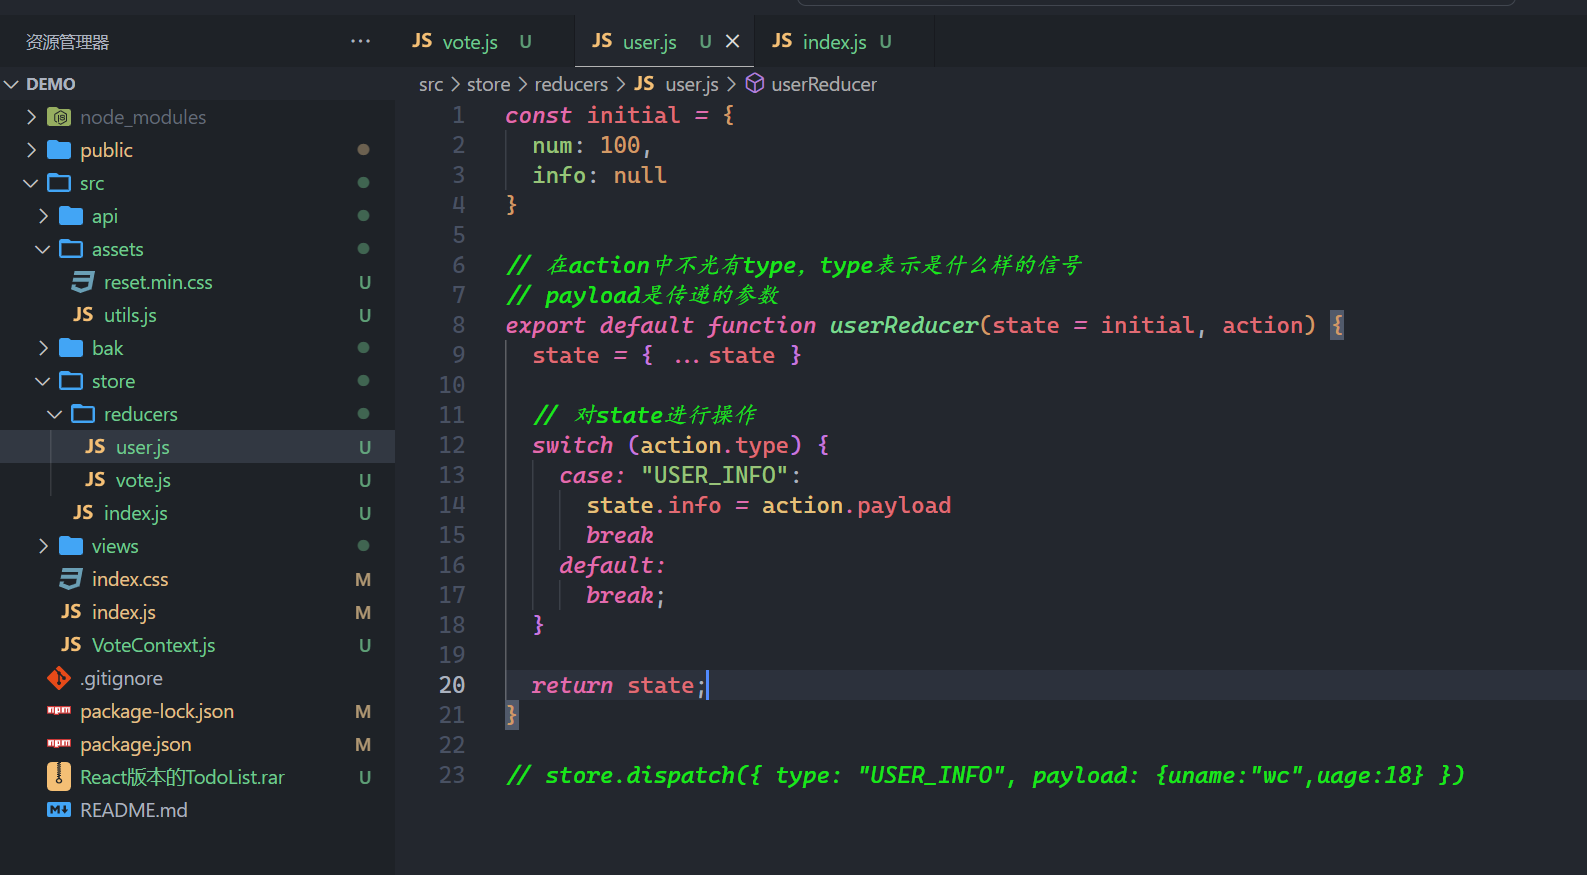 资源管理器 ···
DEMO
node_modules
public
src
api
assets
reset.min.css U
JS utils.js U
bak
store
reducers
JS user.js U
JS vote.js U
JS index.js U
views
index.css M
JS index.js M
JS VoteContext.js U
.gitignore
npm package-lock.json M
npm package.json M
React版本的TodoList.rar U
M↓ README.md
JS vote.js U
JS user.js U
JS index.js U
src > store > reducers > JS user.js > userReducer
1 const initial = {
2 num: 100,
3 info: null
4 }
5
6 // 在action中不光有type，type表示是什么样的信号
7 // payload是传递的参数
8 export default function userReducer(state = initial, action) {
9 state = { ...state }
10
11 // 对state进行操作
12 switch (action.type) {
13 case: "USER_INFO":
14 state.info = action.payload
15 break
16 default:
17 break;
18 }
19
20 return state;
21 }
22
23 // store.dispatch({ type: "USER_INFO", payload: {uname:"wc",uage:18} })